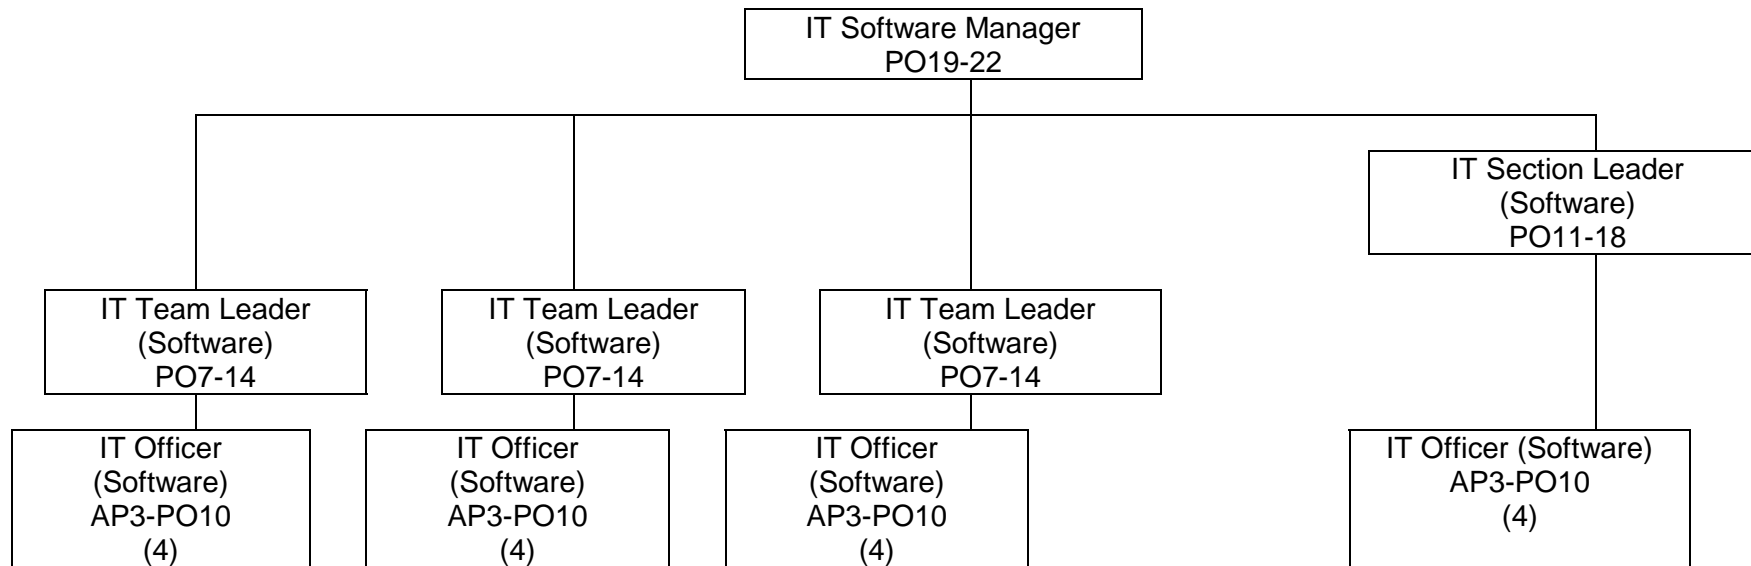 IT Software Manager
PO19-22
IT Section Leader
(Software)
PO11-18
IT Team Leader
(Software)
PO7-14
IT Team Leader
(Software)
PO7-14
IT Team Leader
(Software)
PO7-14
IT Officer
(Software)
AP3-PO10
(4)
IT Officer
(Software)
AP3-PO10
(4)
IT Officer
(Software)
AP3-PO10
(4)
IT Officer (Software)
AP3-PO10
(4)